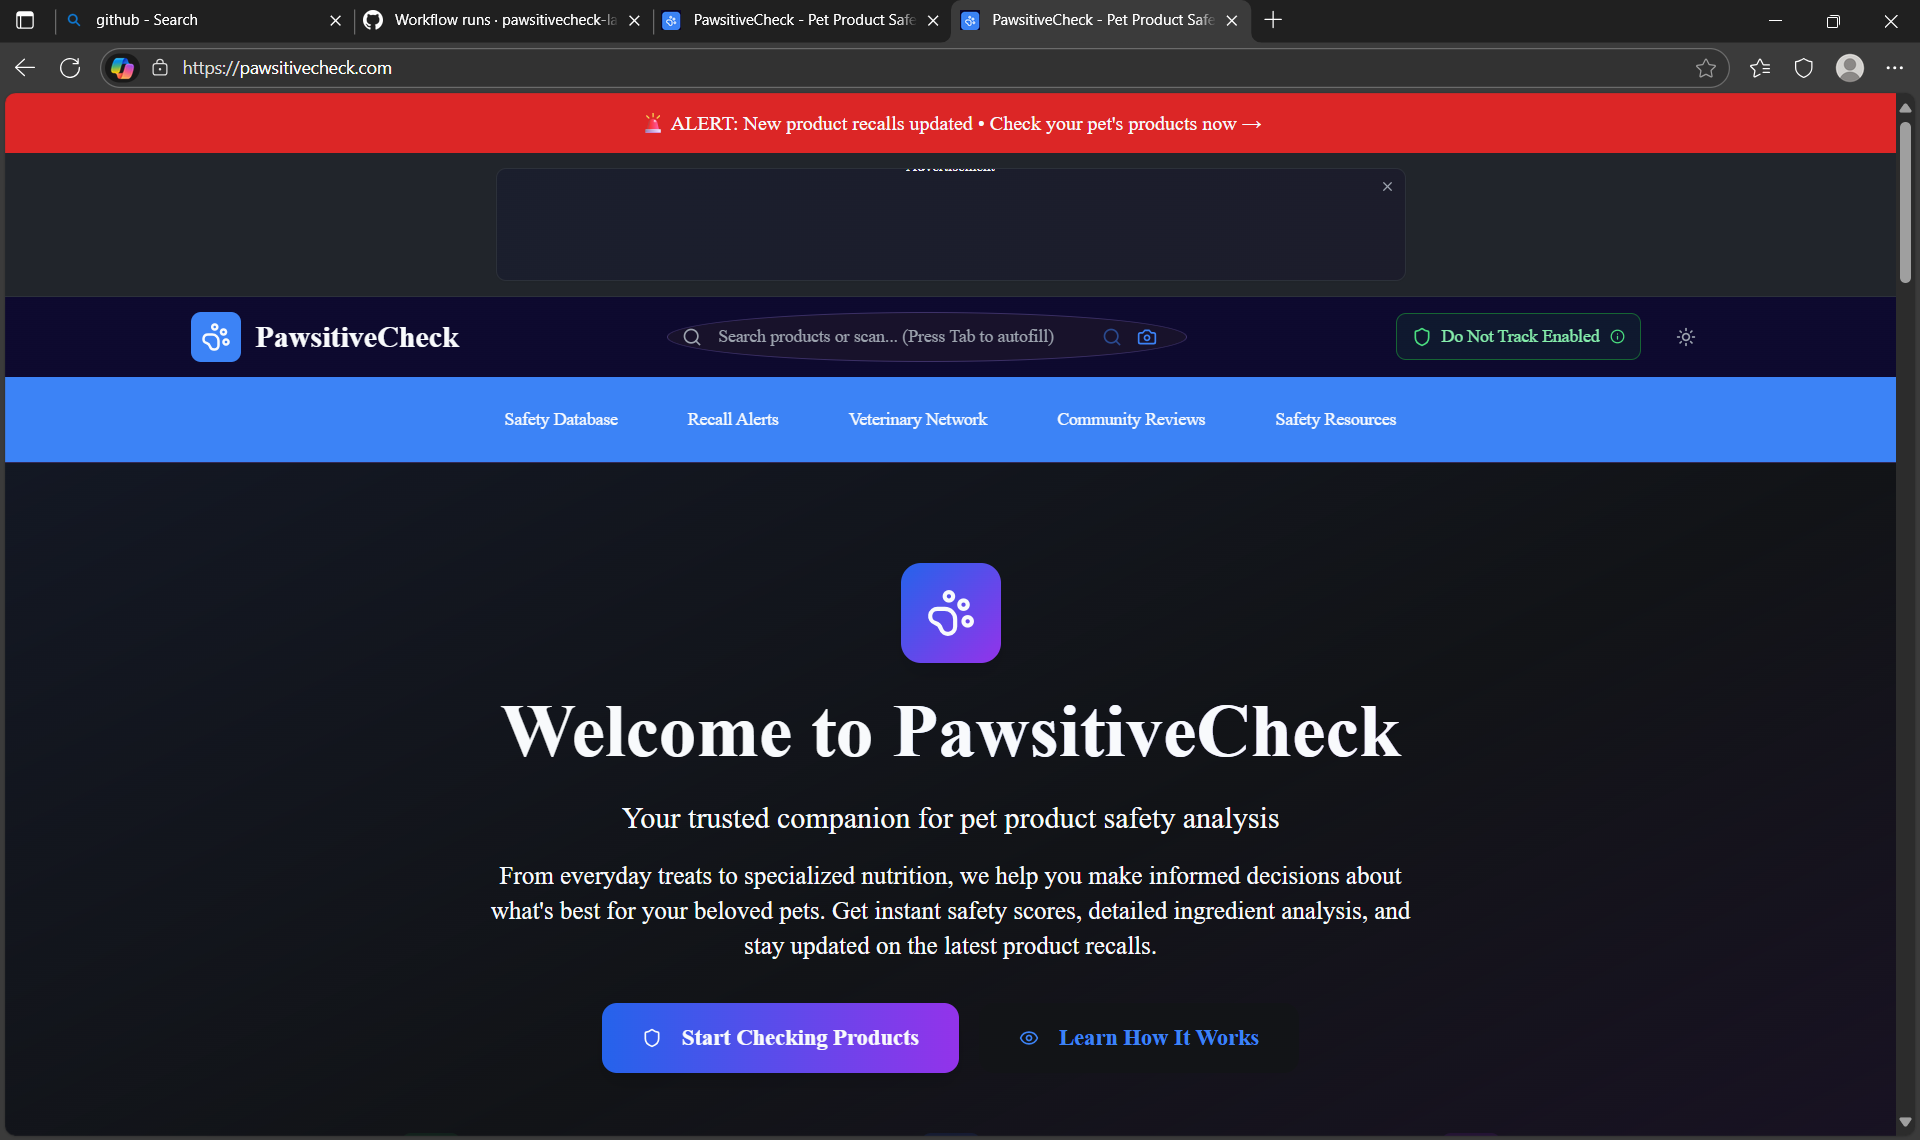 github - Search
Workflow runs · pawsitivecheck-la
PawsitiveCheck - Pet Product Safe
PawsitiveCheck - Pet Product Safe
https://pawsitivecheck.com
🚨 ALERT: New product recalls updated • Check your pet's products now →
Advertisement
PawsitiveCheck
Search products or scan... (Press Tab to autofill)
Do Not Track Enabled
Safety Database
Recall Alerts
Veterinary Network
Community Reviews
Safety Resources
Welcome to PawsitiveCheck
Your trusted companion for pet product safety analysis
From everyday treats to specialized nutrition, we help you make informed decisions about
what's best for your beloved pets. Get instant safety scores, detailed ingredient analysis, and
stay updated on the latest product recalls.
Start Checking Products
Learn How It Works